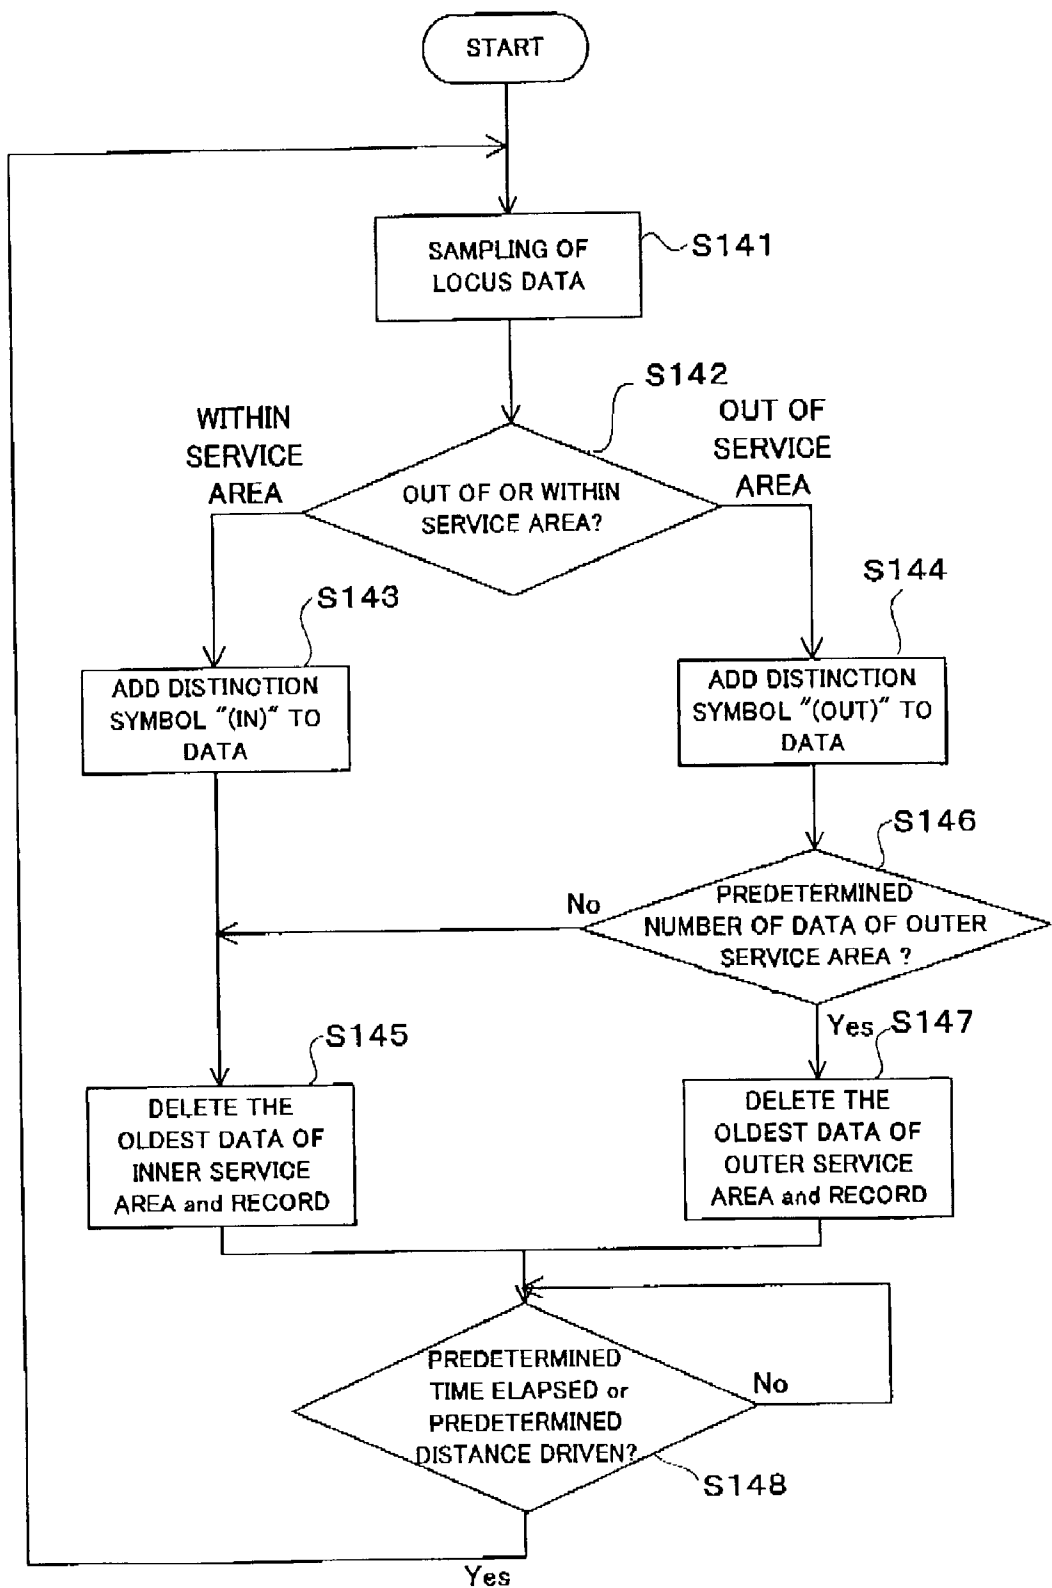 START
SAMPLING OF
LOCUS DATA
S141
S142
WITHIN
SERVICE
AREA
OUT OF
SERVICE
AREA
OUT OF OR WITHIN
SERVICE AREA?
S143
S144
ADD DISTINCTION
SYMBOL "(IN)" TO
DATA
ADD DISTINCTION
SYMBOL "(OUT)" TO
DATA
S146
No
PREDETERMINED
NUMBER OF DATA OF OUTER
SERVICE AREA ?
Yes
S147
S145
DELETE THE
OLDEST DATA OF
INNER SERVICE
AREA and RECORD
DELETE THE
OLDEST DATA OF
OUTER SERVICE
AREA and RECORD
PREDETERMINED
TIME ELAPSED or
PREDETERMINED
DISTANCE DRIVEN?
No
S148
Yes